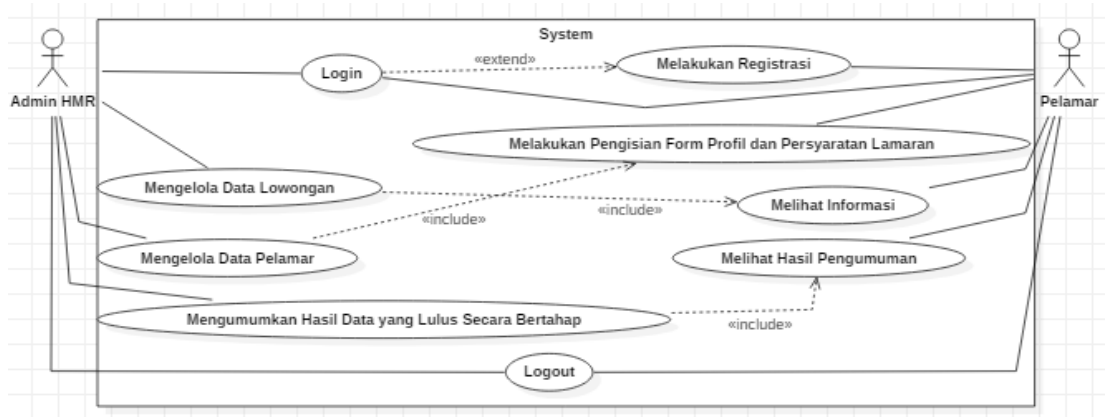 System
«extend»
Melakukan Registrasi
Login
Admin HMR
Pelamar
Melakukan Pengisian Form Profil dan Persyaratan Lamaran
Mengelola Data Lowongan
Melihat Informasi
«include»
«include»
Mengelola Data Pelamar
Melihat Hasil Pengumuman
Mengumumkan Hasil Data yang Lulus Secara Bertahap
«include»
Logout